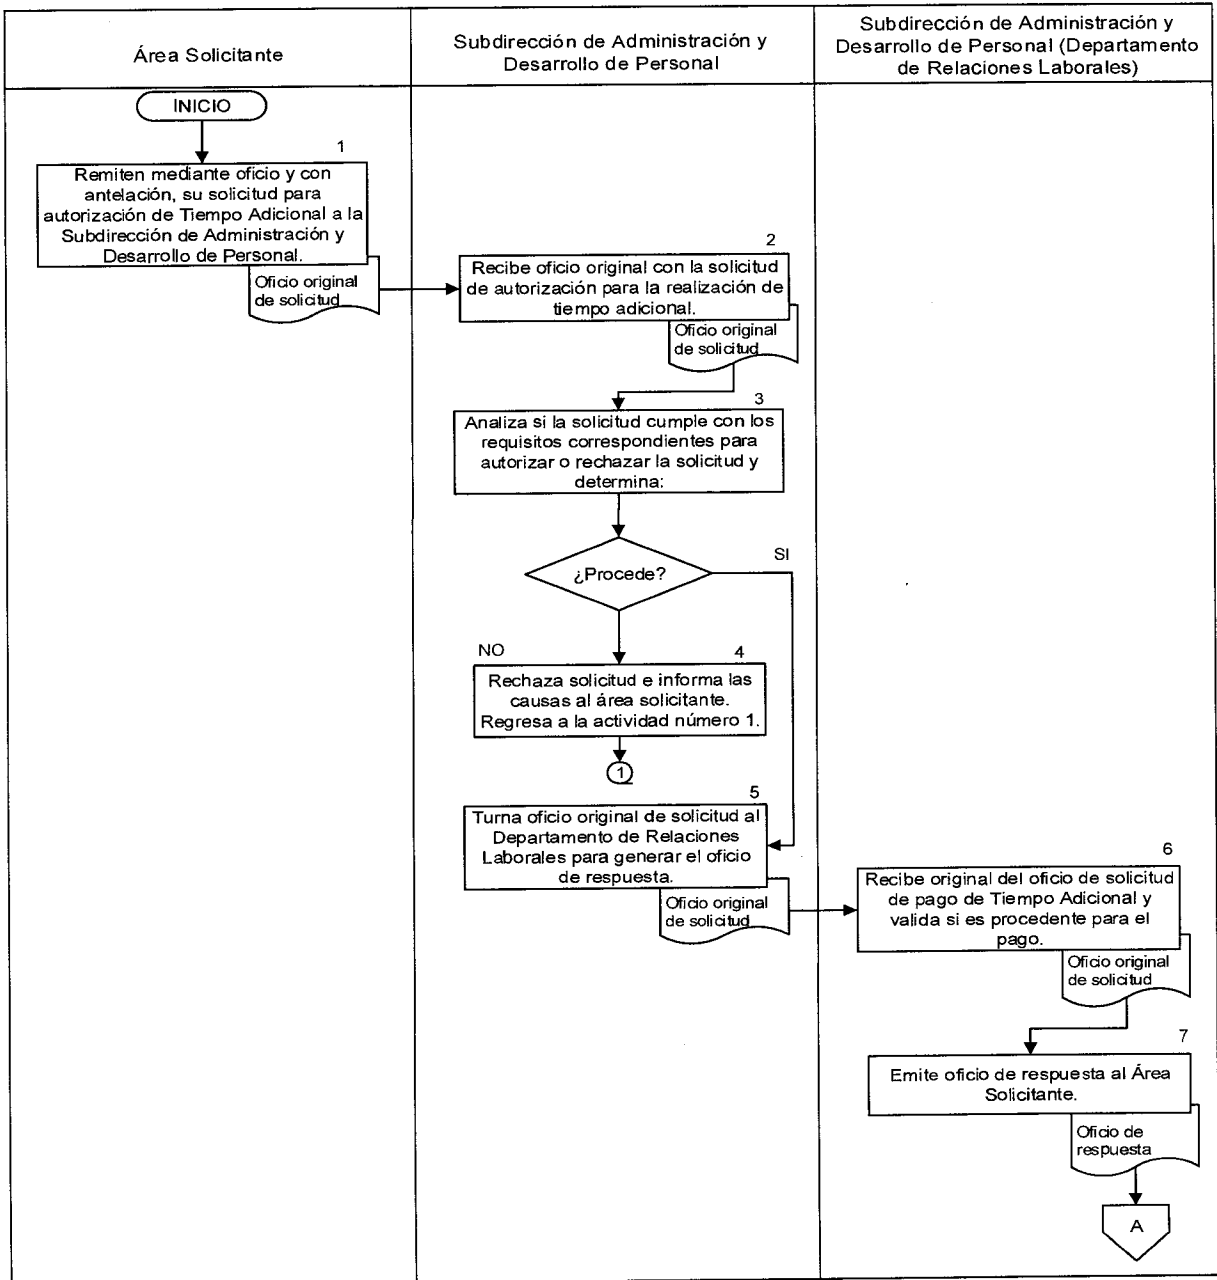 Área Solicitante
Subdirección de Administración y
Desarrollo de Personal
Subdirección de Administración y
Desarrollo de Personal (Departamento
de Relaciones Laborales)
INICIO
1
Remiten mediante oficio y con
antelación, su solicitud para
autorización de Tiempo Adicional a la
Subdirección de Administración y
Desarrollo de Personal.
Oficio original
de solicitud
2
Recibe oficio original con la solicitud
de autorización para la realización de
tiempo adicional.
Oficio original
de solicitud
3
Analiza si la solicitud cumple con los
requisitos correspondientes para
autorizar o rechazar la solicitud y
determina:
¿Procede?
SI
NO
4
Rechaza solicitud e informa las
causas al área solicitante.
Regresa a la actividad número 1.
1
5
Turna oficio original de solicitud al
Departamento de Relaciones
Laborales para generar el oficio
de respuesta.
Oficio original
de solicitud
6
Recibe original del oficio de solicitud
de pago de Tiempo Adicional y
valida si es procedente para el
pago.
Oficio original
de solicitud
7
Emite oficio de respuesta al Área
Solicitante.
Oficio de
respuesta
A